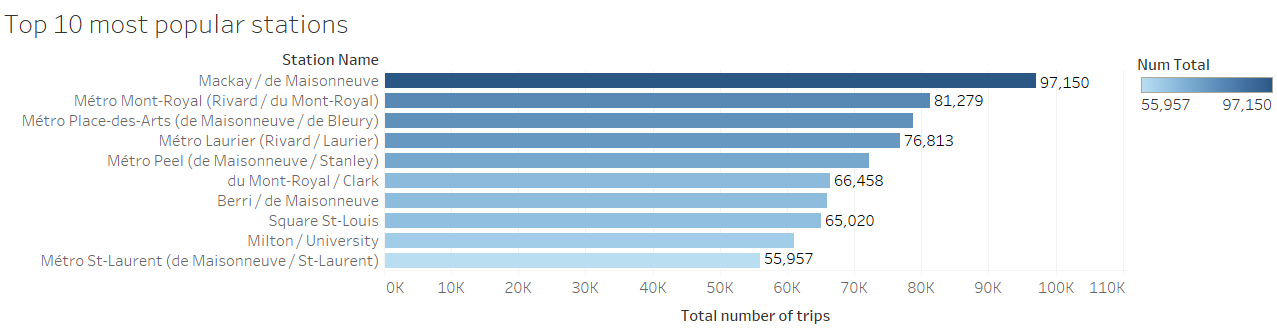 Top 10 most popular stations
Station Name
Num Total
55,957 97,150
Mackay / de Maisonneuve 97,150
Métro Mont-Royal (Rivard / du Mont-Royal) 81,279
Métro Place-des-Arts (de Maisonneuve / de Bleury)
Métro Laurier (Rivard / Laurier) 76,813
Métro Peel (de Maisonneuve / Stanley)
du Mont-Royal / Clark 66,458
Berri / de Maisonneuve
Square St-Louis 65,020
Milton / University
Métro St-Laurent (de Maisonneuve / St-Laurent) 55,957
0K 10K 20K 30K 40K 50K 60K 70K 80K 90K 100K 110K
Total number of trips